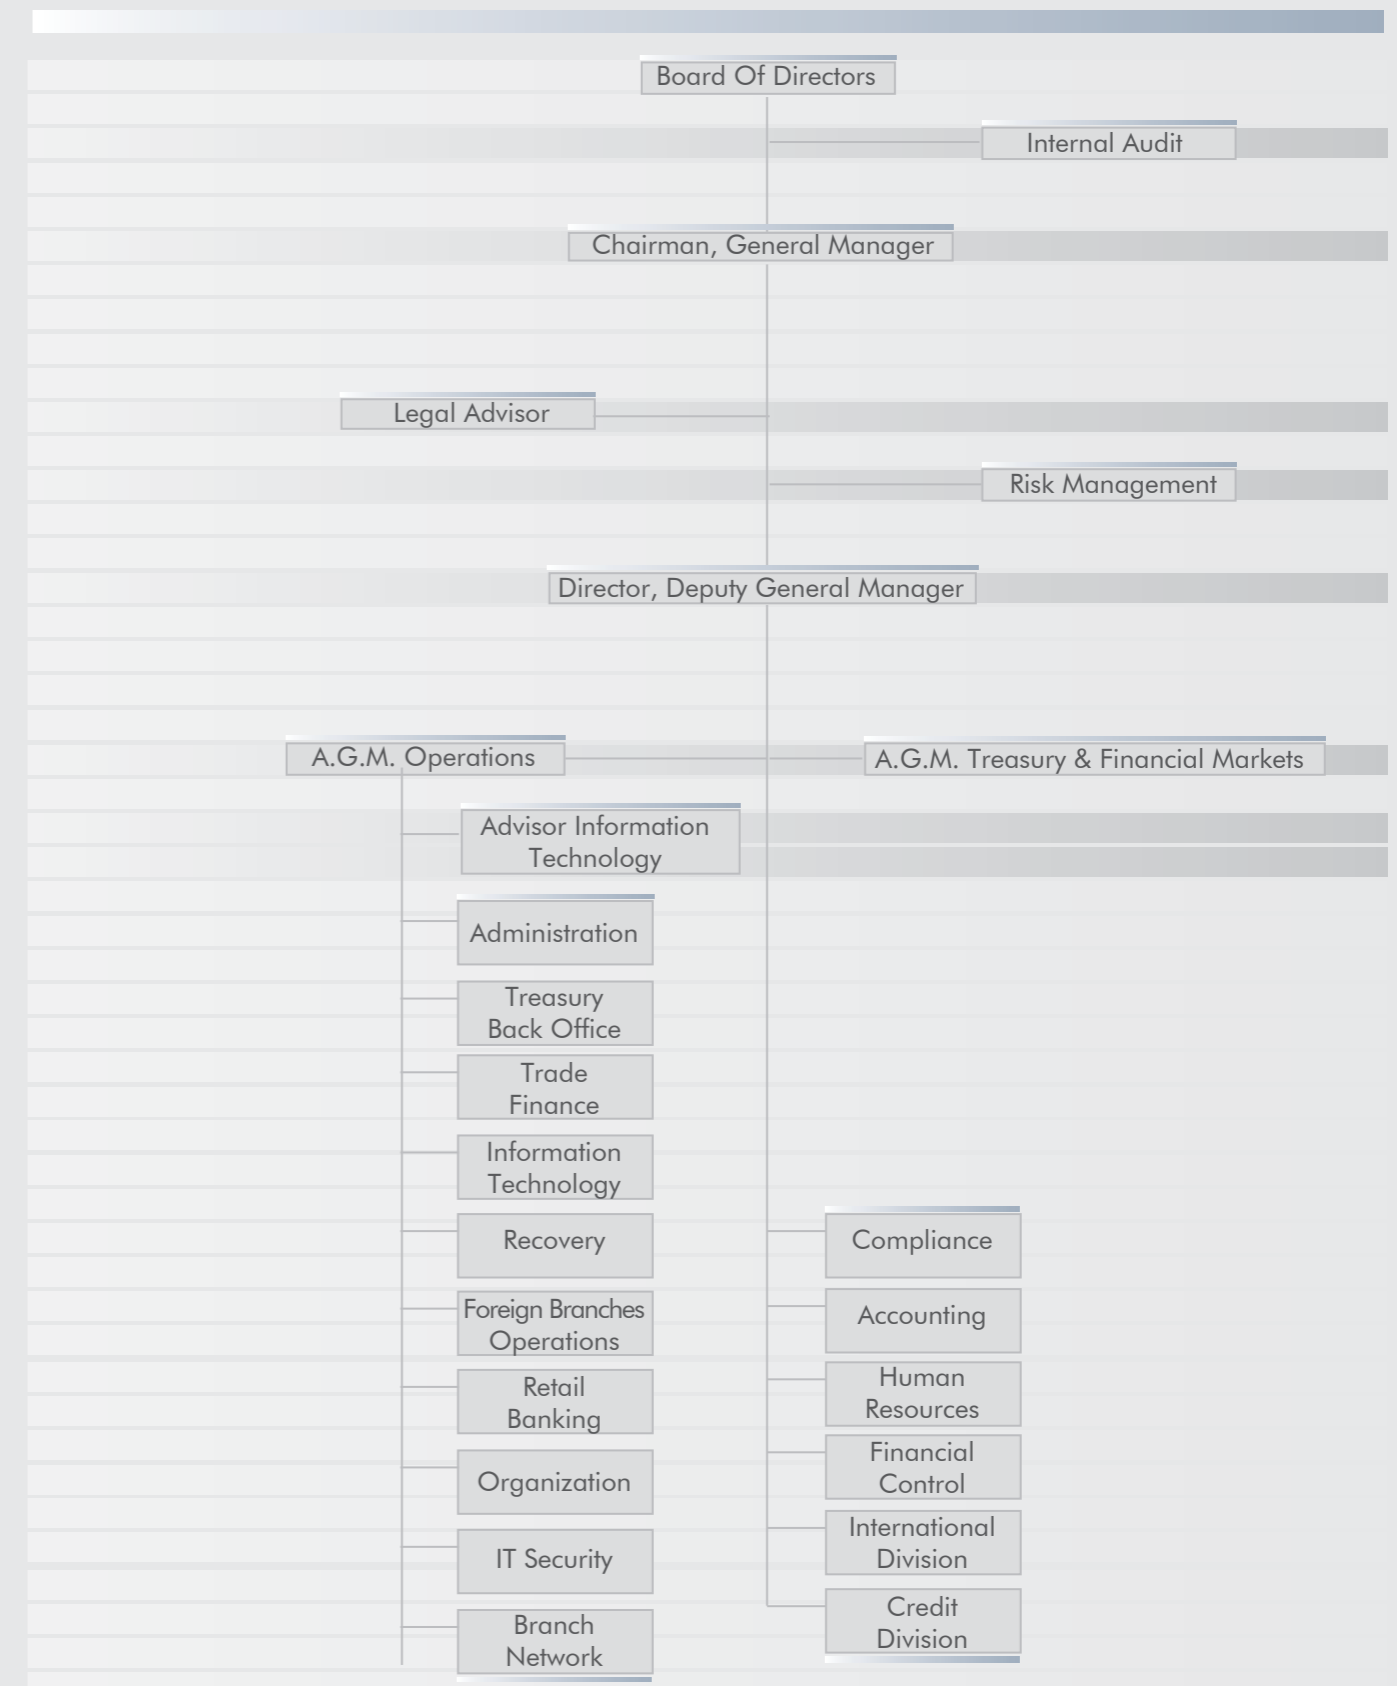 Board Of Directors
Internal Audit
Chairman, General Manager
Legal Advisor
Risk Management
Director, Deputy General Manager
A.G.M. Operations
A.G.M. Treasury & Financial Markets
Advisor Information
Technology
Administration
Treasury
Back Office
Trade
Finance
Information
Technology
Recovery
Foreign Branches
Operations
Retail
Banking
Organization
IT Security
Branch
Network
Compliance
Accounting
Human
Resources
Financial
Control
International
Division
Credit
Division